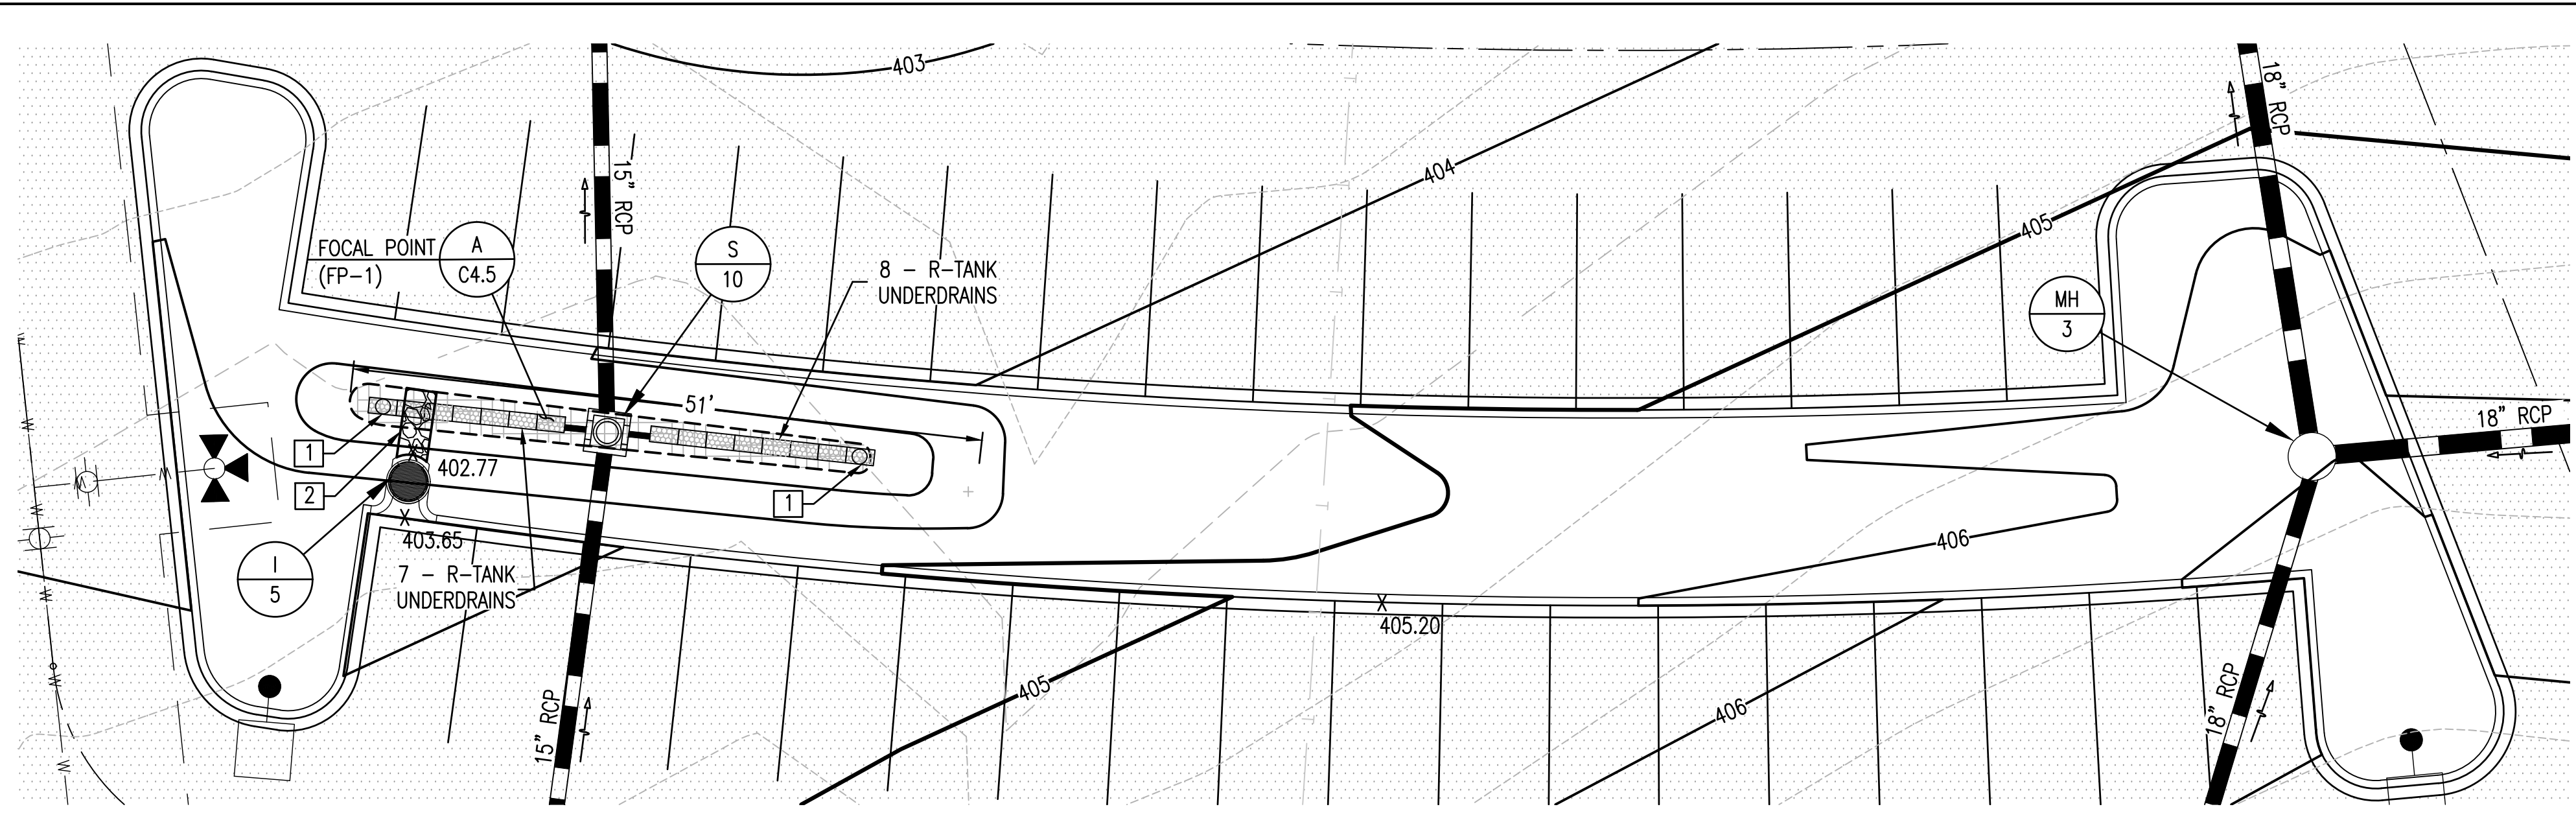 403
18" RCP
15" RCP
404
405
FOCAL POINT
(FP-1)
A
C4.5
S
10
8 - R-TANK
UNDERDRAINS
MH
3
51'
18" RCP
1
402.77
2
1
403.65
406
I
5
7 - R-TANK
UNDERDRAINS
405.20
405
406
15" RCP
18" RCP
W
W
W
W
W
W
W